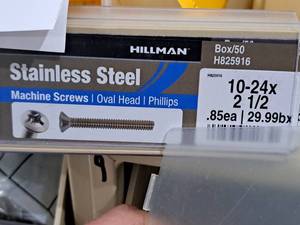 HILLMAN
Box/50
H825916
Stainless Steel
Machine Screws | Oval Head | Phillips
H825916
10-24x
2 1/2
.85ea | 29.99bx